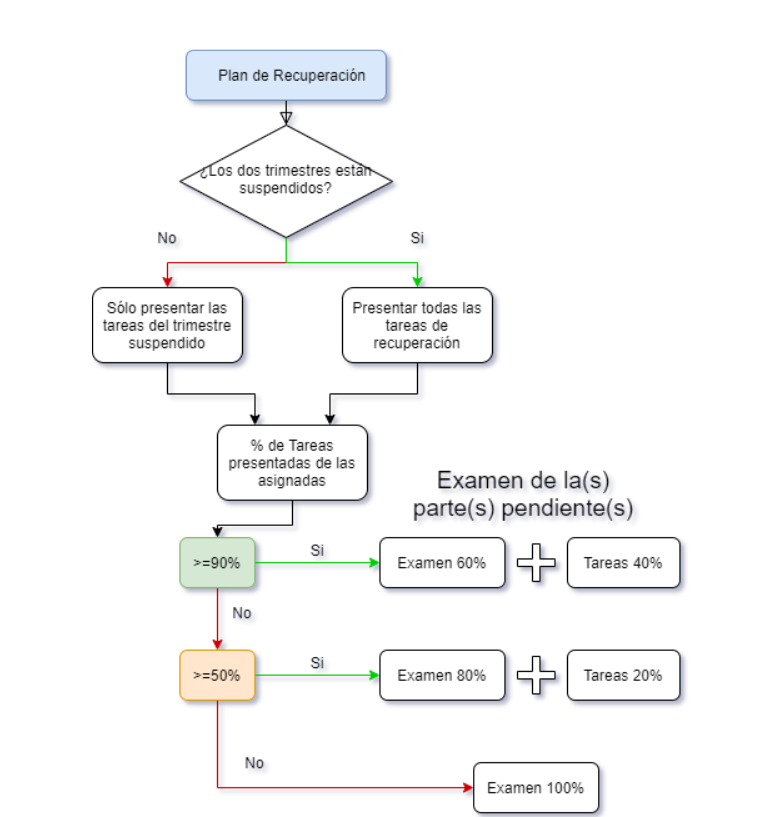 Plan de Recuperación
¿Los dos trimestres están
suspendidos?
No
Si
Sólo presentar las
tareas del trimestre
suspendido
Presentar todas las
tareas de
recuperación
% de Tareas
presentadas de las
asignadas
Examen de la(s)
parte(s) pendiente(s)
>=90%
Si
Examen 60%
Tareas 40%
No
>=50%
Si
Examen 80%
Tareas 20%
No
Examen 100%